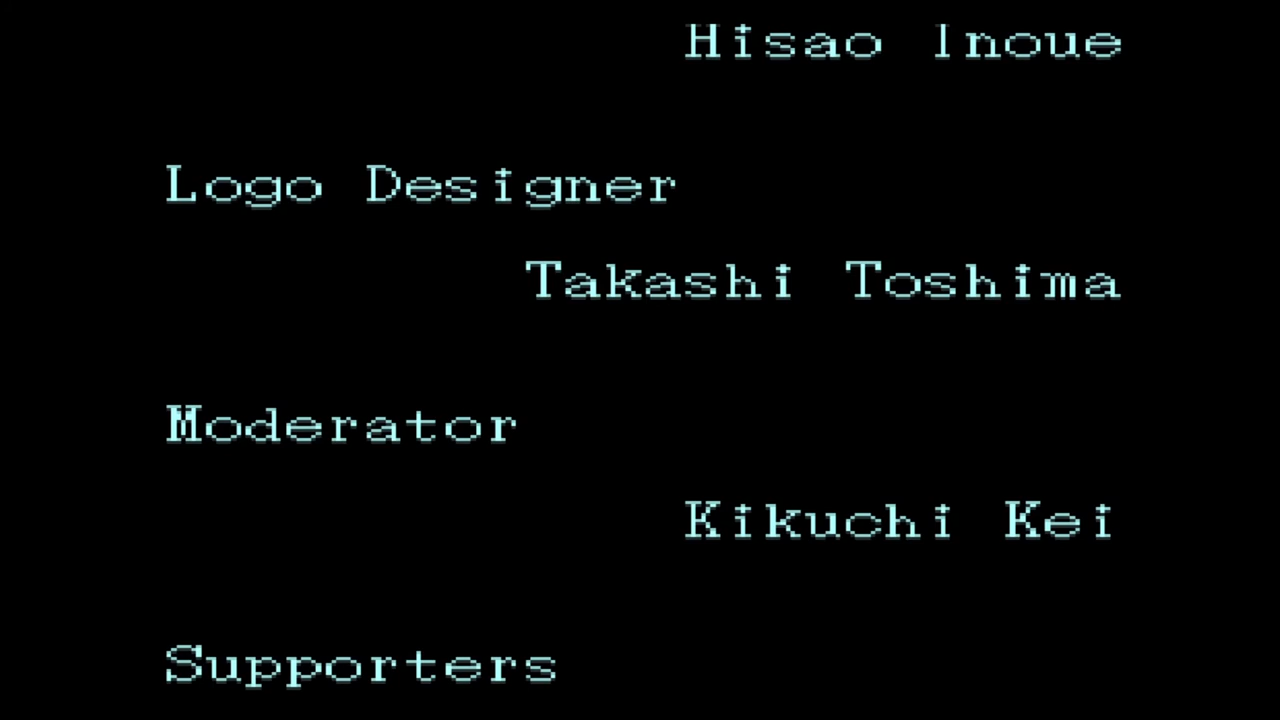 Hisao Inoue
Logo Designer
Takashi Toshima
Moderator
Kikuchi Kei
Supporters